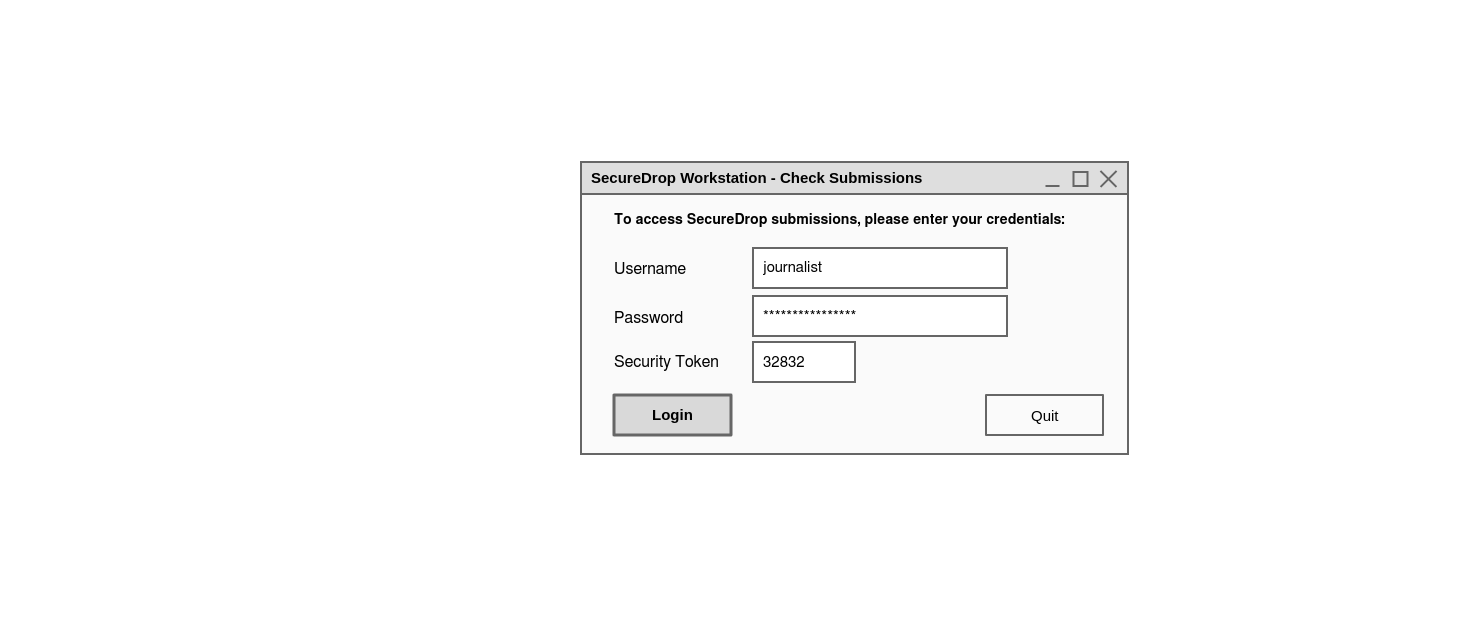 SecureDrop Workstation - Check Submissions
To access SecureDrop submissions, please enter your credentials:
Username journalist
Password ****************
Security Token 32832
Login Quit